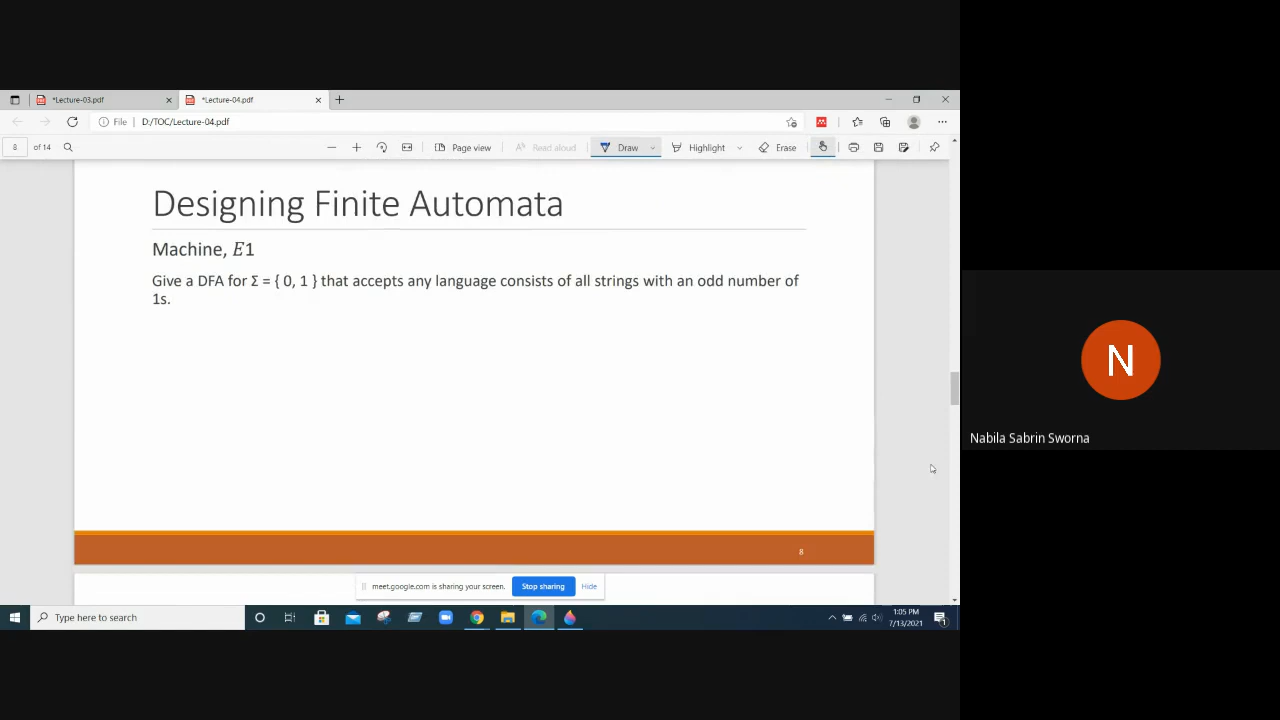 *Lecture-03.pdf
*Lecture-04.pdf
File D:/TOC/Lecture-04.pdf
8 of 14 Page view Read aloud Draw Highlight Erase
Designing Finite Automata
Machine, E1
Give a DFA for Σ = { 0, 1 } that accepts any language consists of all strings with an odd number of
1s.
N
Nabila Sabrin Sworna
8
meet.google.com is sharing your screen. Stop sharing Hide
Type here to search
1:05 PM
7/13/2021
1